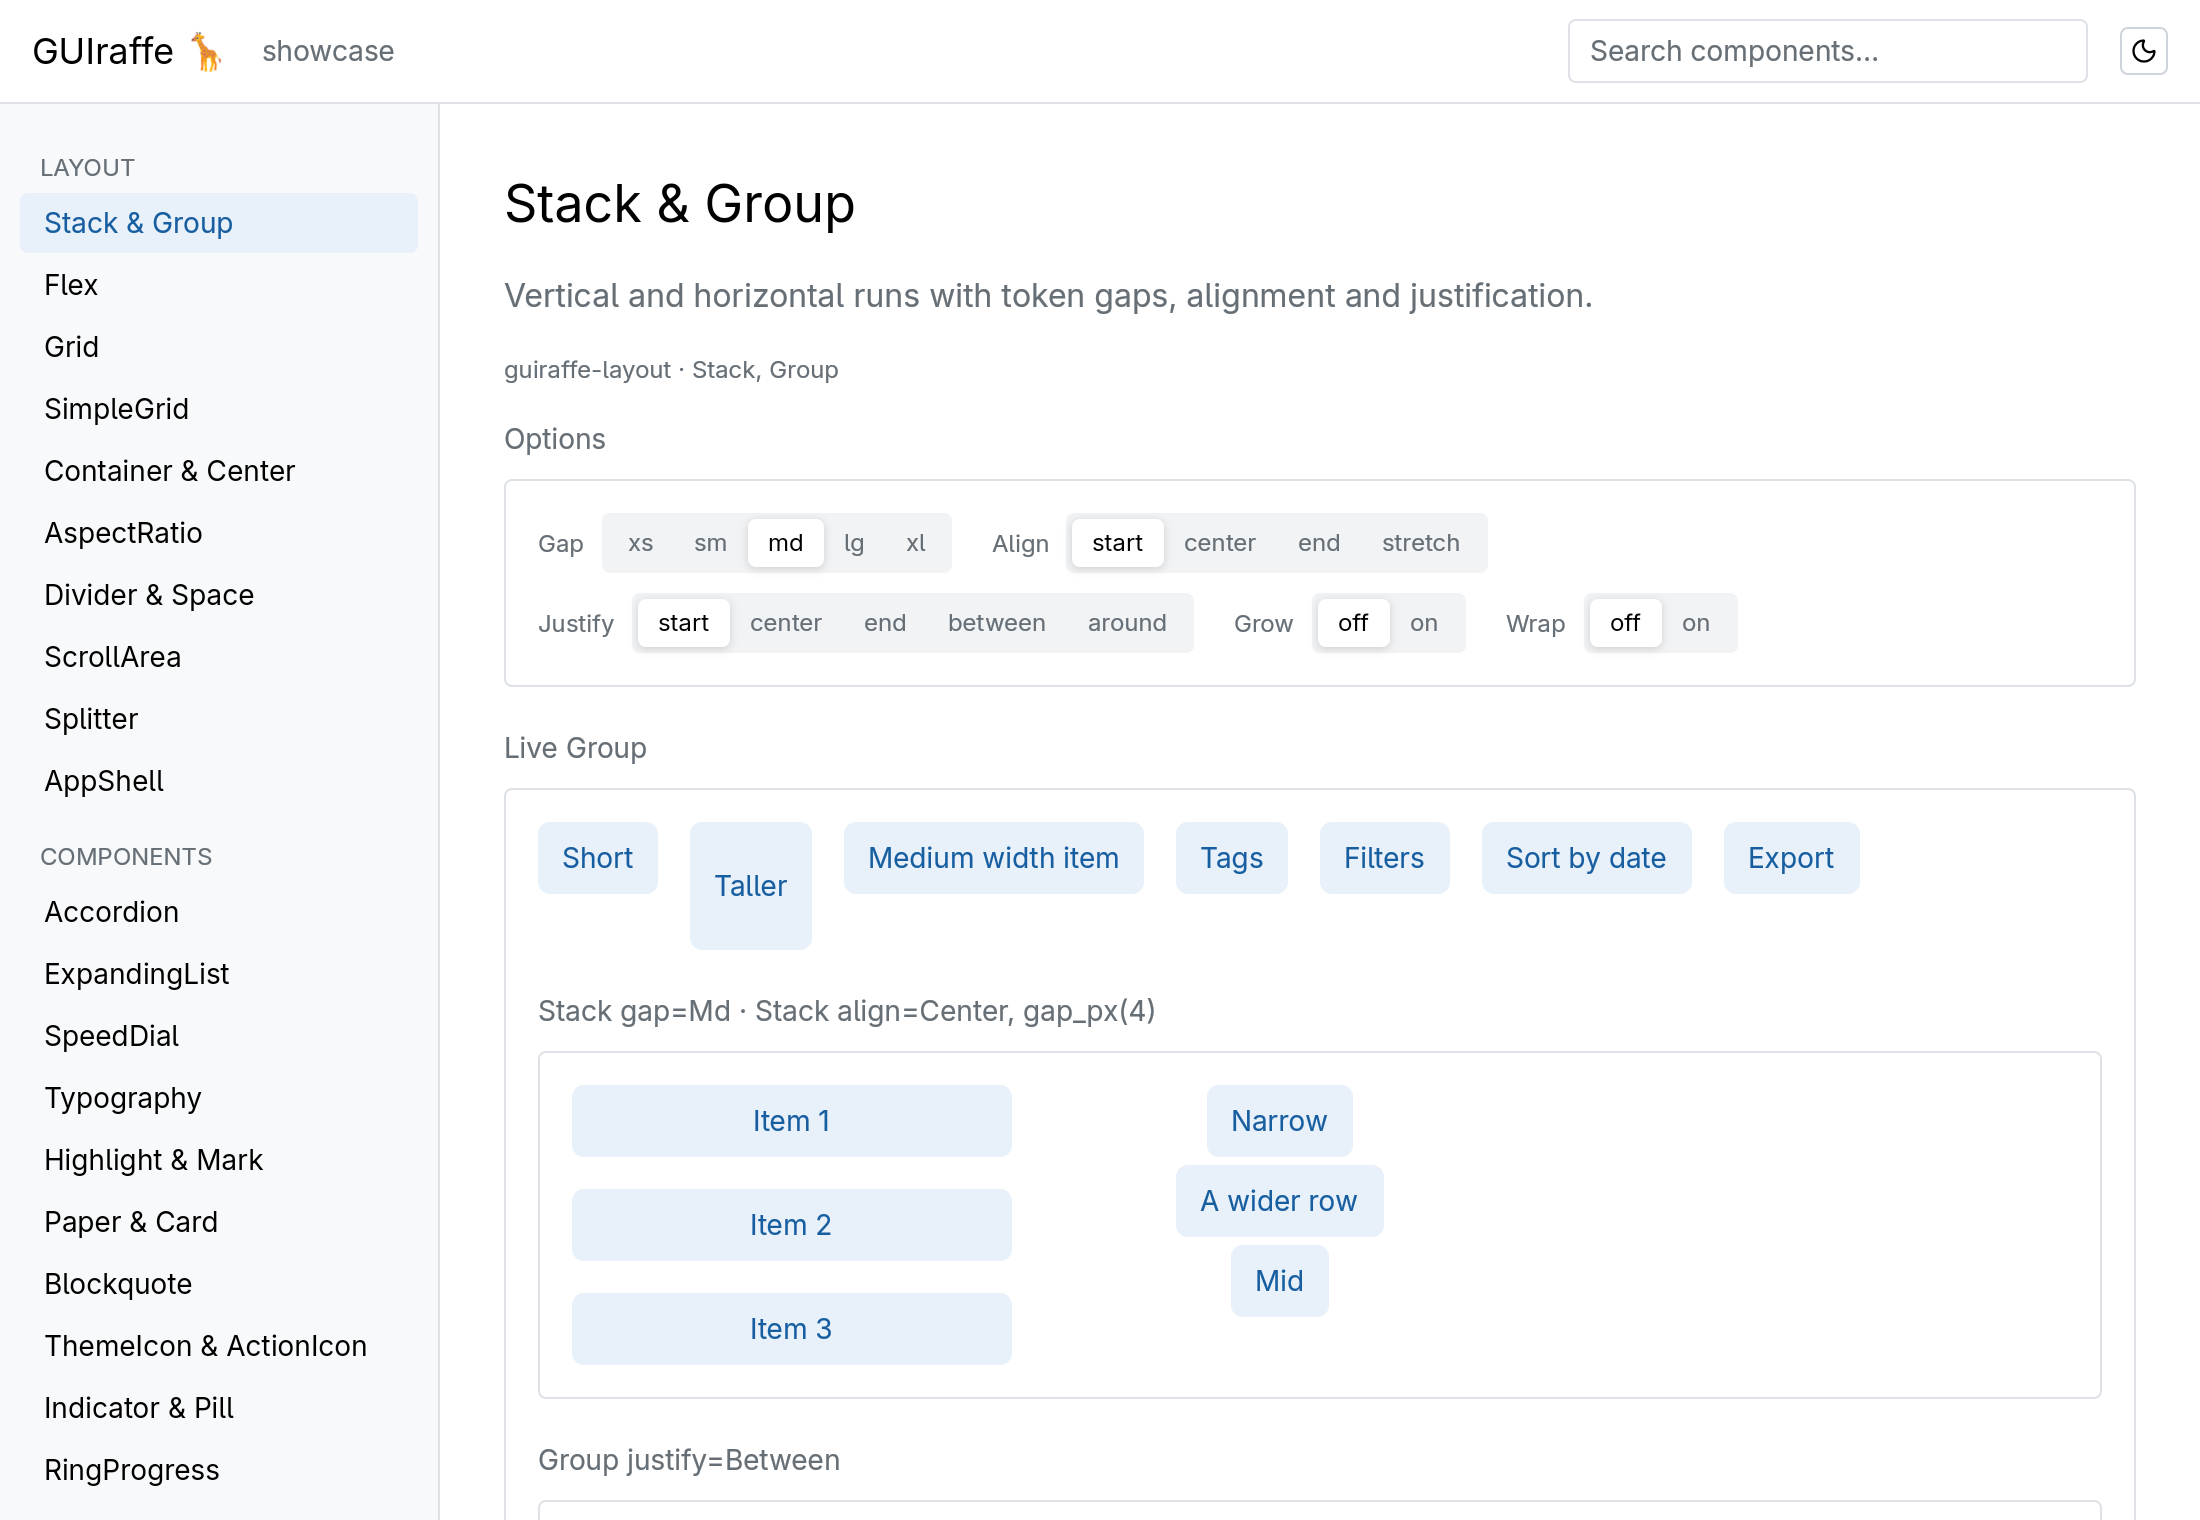 GUIraffe 🦒 showcase Search components...
LAYOUT
Stack & Group
Flex
Grid
SimpleGrid
Container & Center
AspectRatio
Divider & Space
ScrollArea
Splitter
AppShell
COMPONENTS
Accordion
ExpandingList
SpeedDial
Typography
Highlight & Mark
Paper & Card
Blockquote
ThemeIcon & ActionIcon
Indicator & Pill
RingProgress
Stack & Group
Vertical and horizontal runs with token gaps, alignment and justification.
guiraffe-layout · Stack, Group
Options
Gap xs sm md lg xl Align start center end stretch
Justify start center end between around Grow off on Wrap off on
Live Group
Short Taller Medium width item Tags Filters Sort by date Export
Stack gap=Md · Stack align=Center, gap_px(4)
Item 1 Narrow
Item 2 A wider row
Item 3 Mid
Group justify=Between